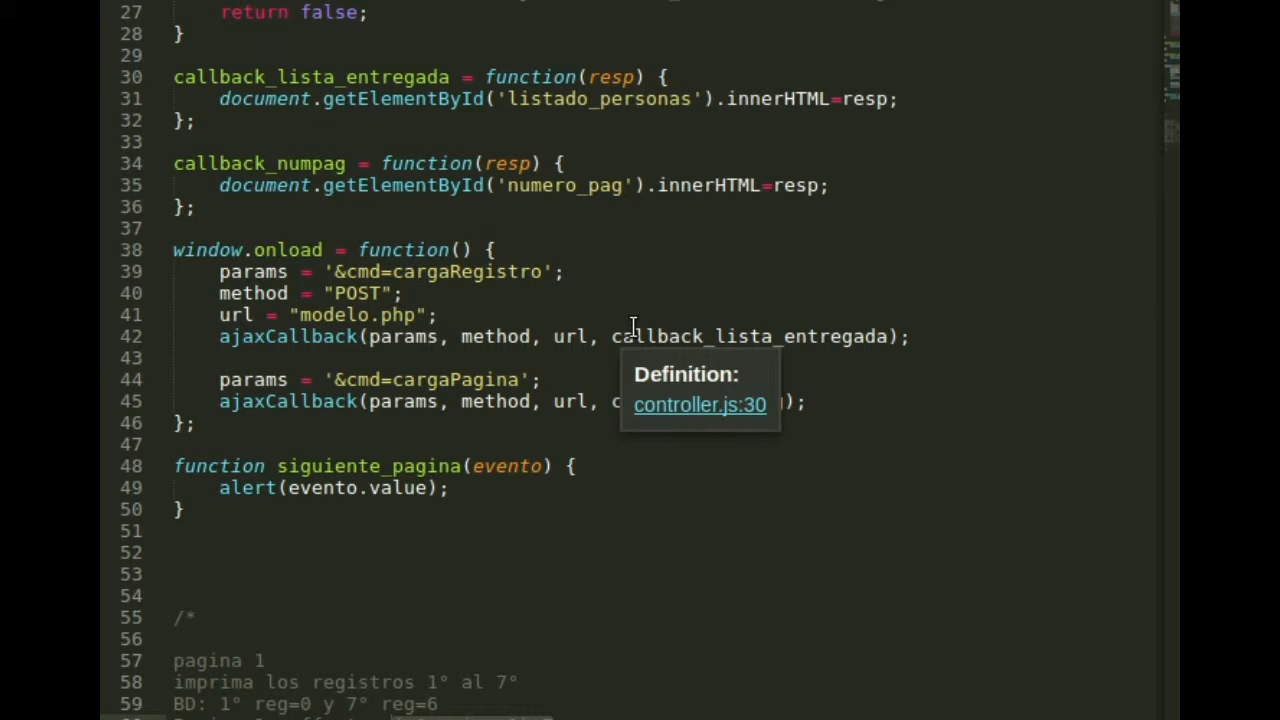 27 return false;
28 }
29
30 callback_lista_entregada = function(resp) {
31 document.getElementById('listado_personas').innerHTML=resp;
32 };
33
34 callback_numpag = function(resp) {
35 document.getElementById('numero_pag').innerHTML=resp;
36 };
37
38 window.onload = function() {
39 params = '&cmd=cargaRegistro';
40 method = "POST";
41 url = "modelo.php";
42 ajaxCallback(params, method, url, callback_lista_entregada);
43
Definition:
44 params = '&cmd=cargaPagina';
controller.js:30
45 ajaxCallback(params, method, url, c );
46 };
47
48 function siguiente_pagina(evento) {
49 alert(evento.value);
50 }
51
52
53
54
55 /*
56
57 pagina 1
58 imprima los registros 1° al 7°
59 BD: 1° reg=0 y 7° reg=6